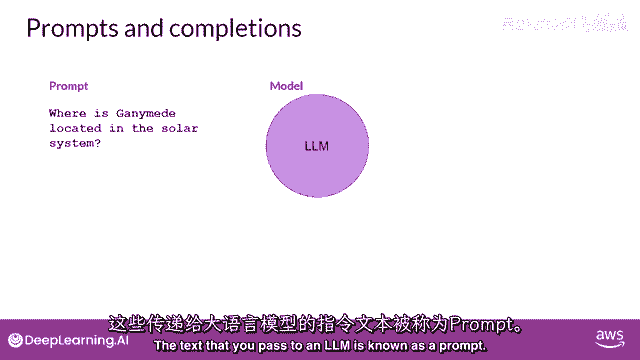 Prompts and completions
Prompt
Model
Where is Ganymede
located in the solar
system?
LLM
这些传递给大语言模型的指令文本被称为Prompt。
The text that you pass to an LLM is known as a prompt.
DeepLearning.AI
aws